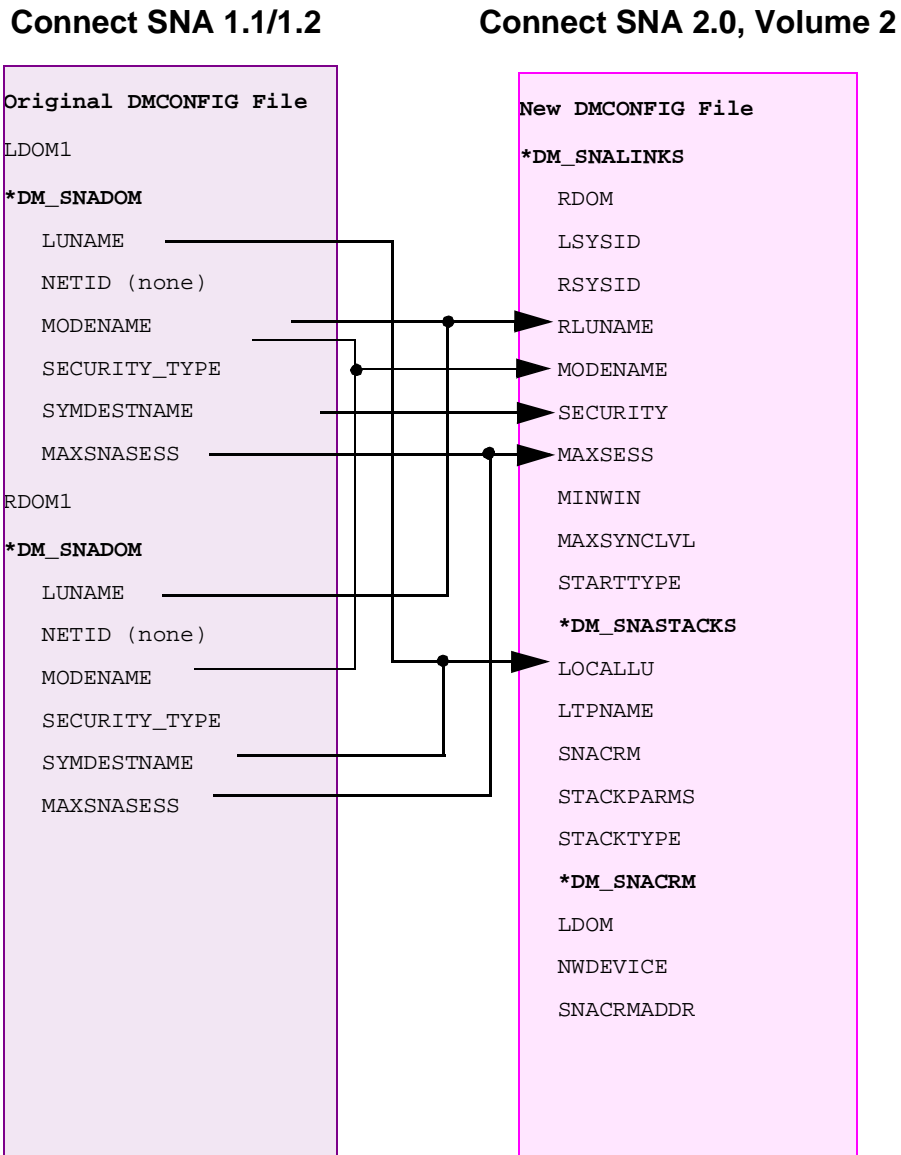 Connect SNA 1.1/1.2
Original DMCONFIG File
LDOM1
*DM_SNADOM
LUNAME
NETID (none)
MODENAME
SECURITY_TYPE
SYMDESTNAME
MAXSNASESS
RDOM1
*DM_SNADOM
LUNAME
NETID (none)
MODENAME
SECURITY_TYPE
SYMDESTNAME
MAXSNASESS
Connect SNA 2.0, Volume 2
New DMCONFIG File
*DM_SNALINKS
RDOM
LSYSID
RSYSID
RLUNAME
MODENAME
SECURITY
MAXSESS
MINWIN
MAXSYNCLVL
STARTTYPE
*DM_SNASTACKS
LOCALLU
LTPNAME
SNACRM
STACKPARMS
STACKTYPE
*DM_SNACRM
LDOM
NWDEVICE
SNACRMADDR